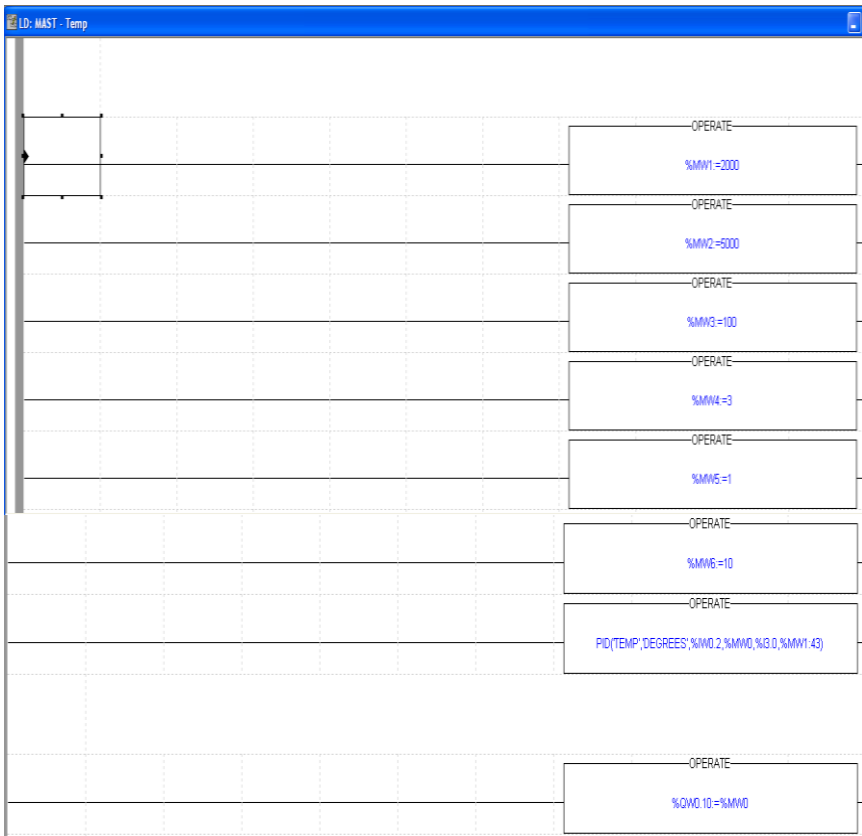 LD: MAST - Temp
OPERATE
%MW1:=2000
OPERATE
%MW2:=5000
OPERATE
%MW3:=100
OPERATE
%MW4:=3
OPERATE
%MW5:=1
OPERATE
%MW6:=10
OPERATE
PID('TEMP','DEGREES',%IW0.2,%MW0,%I3.0,%MW1:43)
OPERATE
%QW0.10:=%MW0